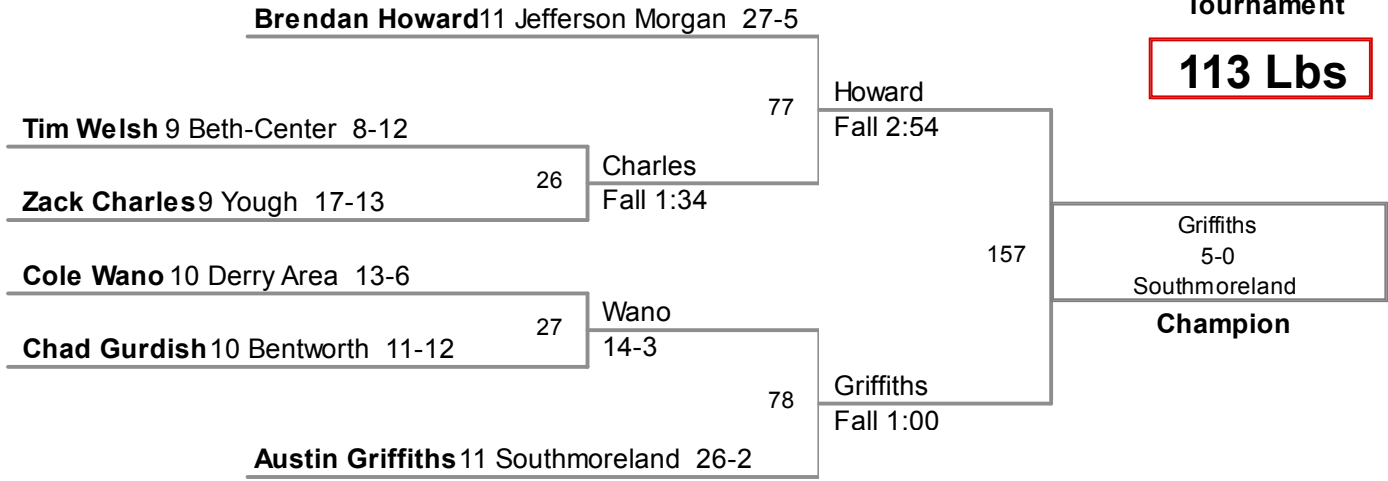 Tournament
113 Lbs
Brendan Howard 11 Jefferson Morgan 27-5
77
Howard
Fall 2:54
Tim Welsh 9 Beth-Center 8-12
26
Charles
Fall 1:34
Zack Charles 9 Yough 17-13
157
Griffiths
5-0
Southmoreland
Champion
Cole Wano 10 Derry Area 13-6
27
Wano
14-3
Chad Gurdish 10 Bentworth 11-12
78
Griffiths
Fall 1:00
Austin Griffiths 11 Southmoreland 26-2